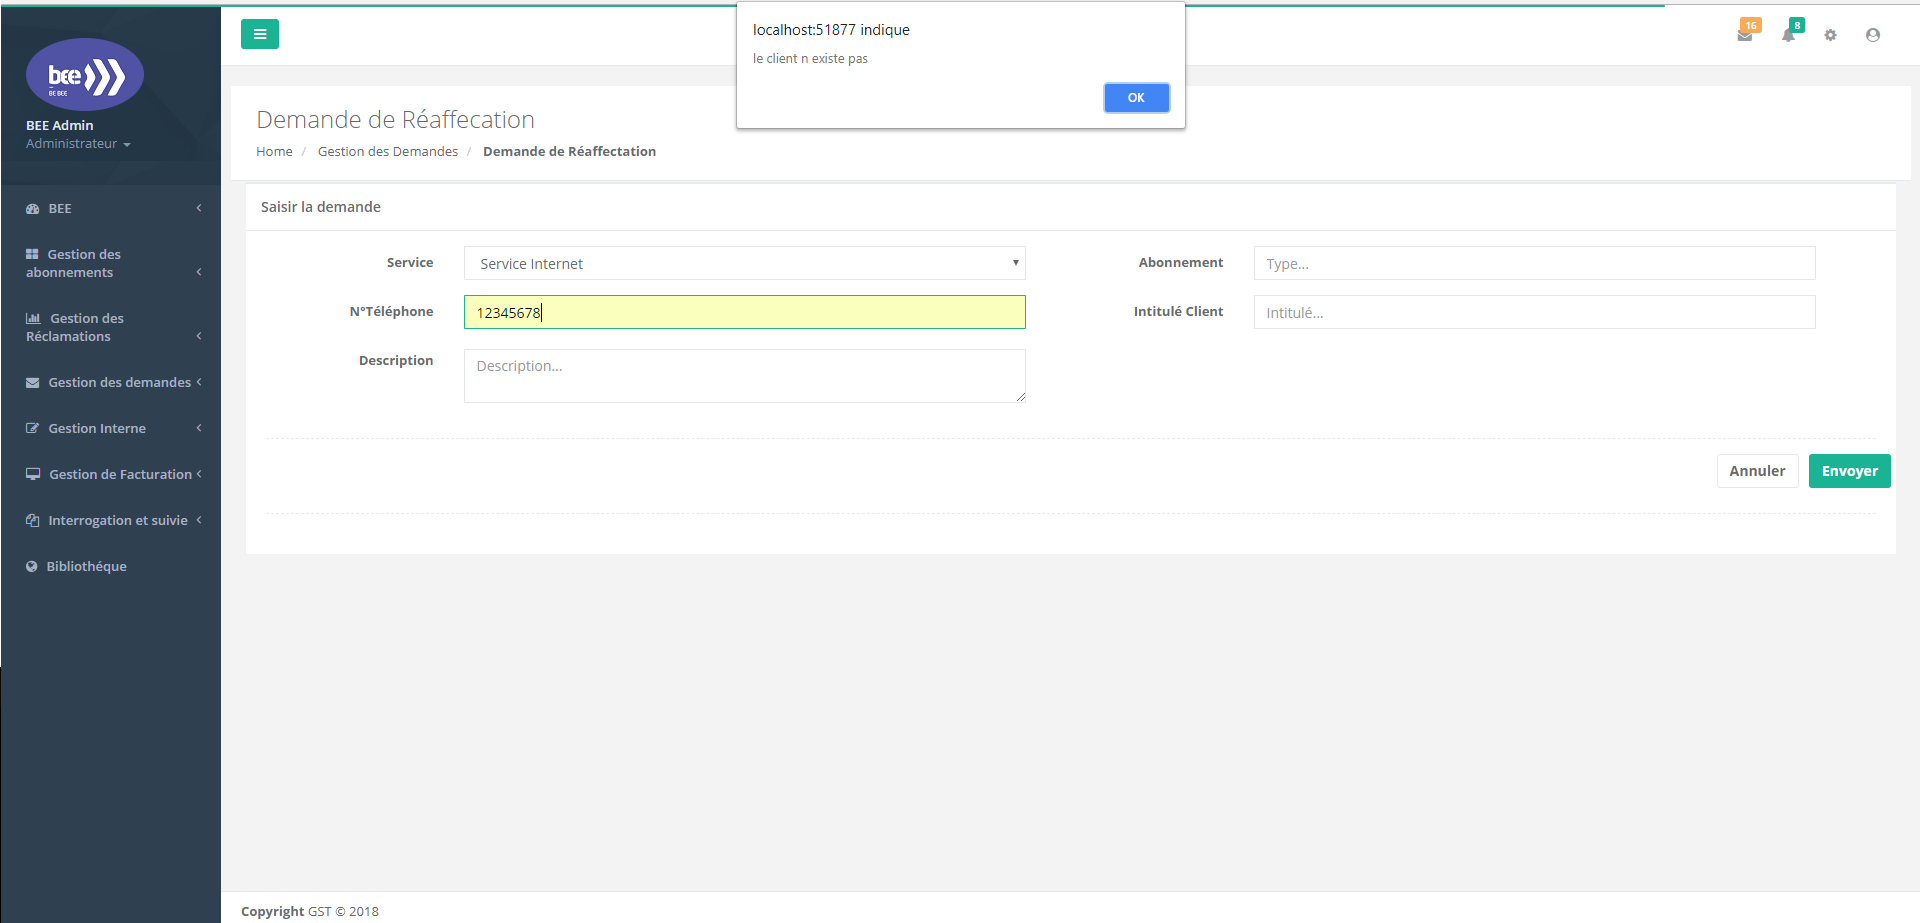 localhost:51877 indique
le client n existe pas
OK
16
8
bee
BE BEE
BEE Admin
Administrateur
BEE
Gestion des
abonnements
Gestion des
Réclamations
Gestion des demandes
Gestion Interne
Gestion de Facturation
Interrogation et suivie
Bibliothéque
Demande de Réaffecation
Home / Gestion des Demandes / Demande de Réaffectation
Saisir la demande
Service
Service Internet
Abonnement
Type...
N°Téléphone
12345678
Intitulé Client
Intitulé...
Description
Description...
Annuler
Envoyer
Copyright GST © 2018